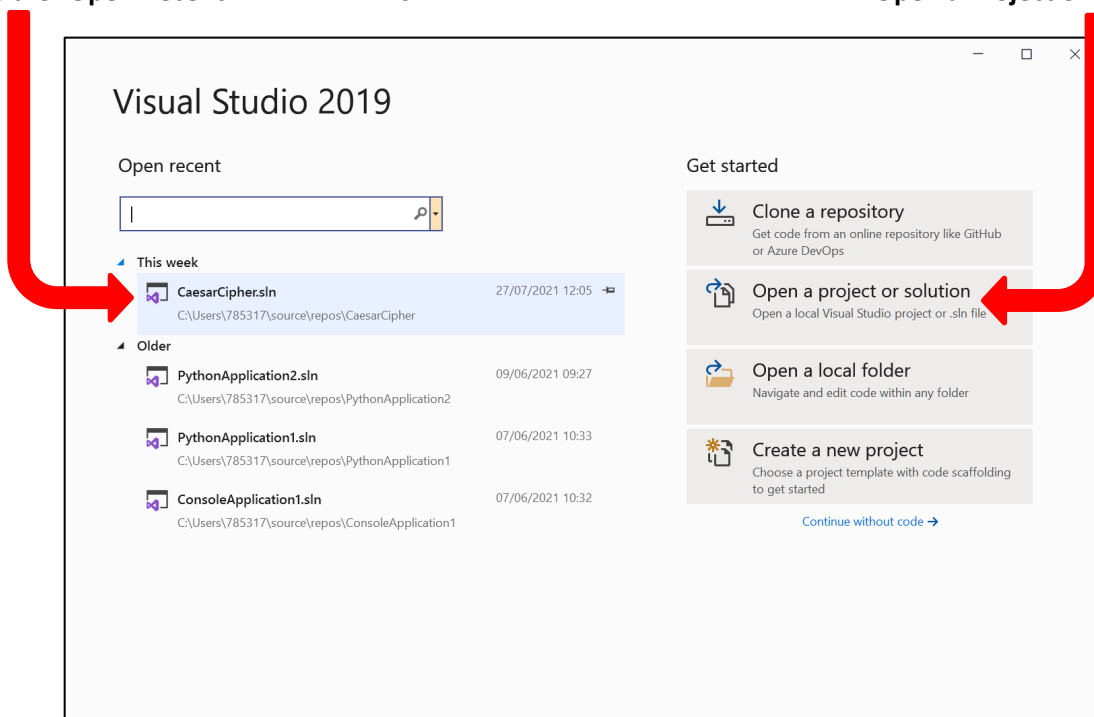 Visual Studio 2019
Open recent
This week
CaesarCipher.sln
27/07/2021 12:05
C:\Users\785317\source\repos\CaesarCipher
Older
PythonApplication2.sln
09/06/2021 09:27
C:\Users\785317\source\repos\PythonApplication2
PythonApplication1.sln
07/06/2021 10:33
C:\Users\785317\source\repos\PythonApplication1
ConsoleApplication1.sln
07/06/2021 10:32
C:\Users\785317\source\repos\ConsoleApplication1
Get started
Clone a repository
Get code from an online repository like GitHub
or Azure DevOps
Open a project or solution
Open a local Visual Studio project or .sln file
Open a local folder
Navigate and edit code within any folder
Create a new project
Choose a project template with code scaffolding
to get started
Continue without code →